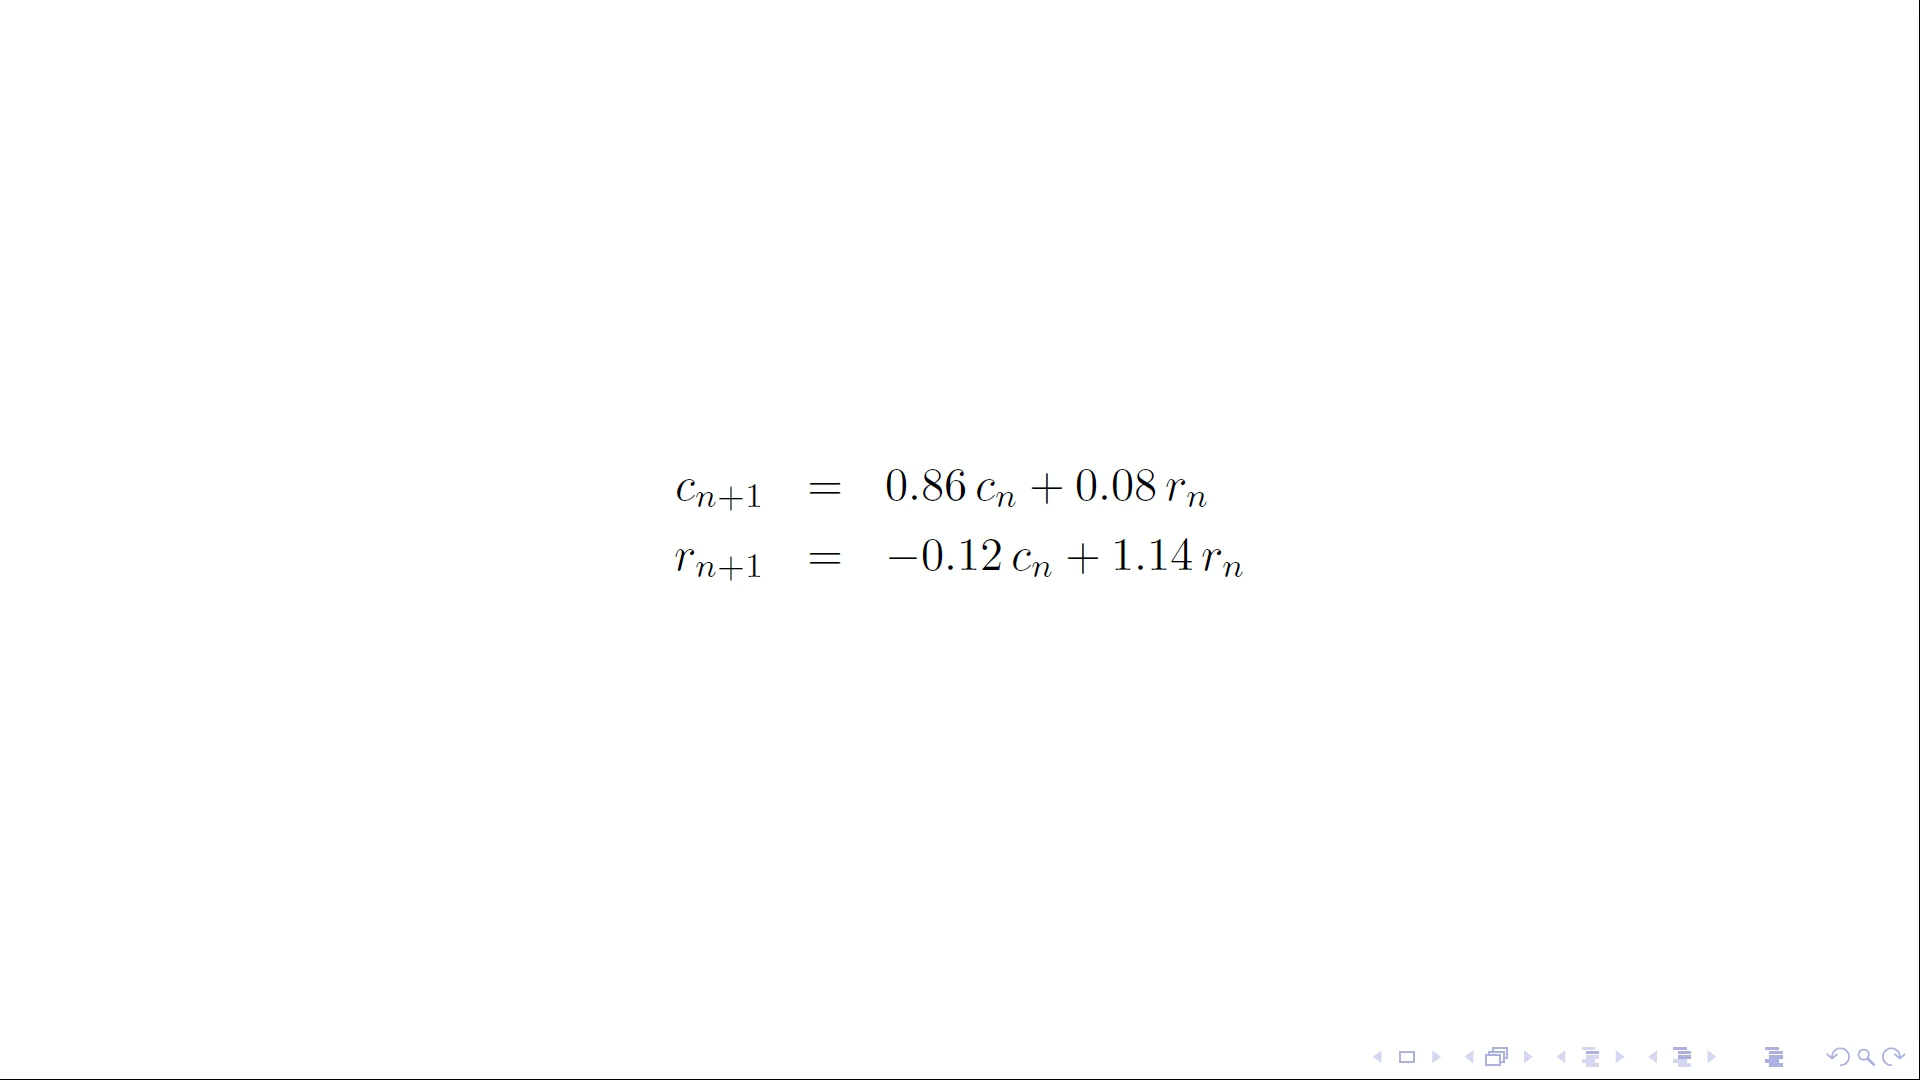 c_{n+1} = 0.86 c_n + 0.08 r_n
r_{n+1} = −0.12 c_n + 1.14 r_n